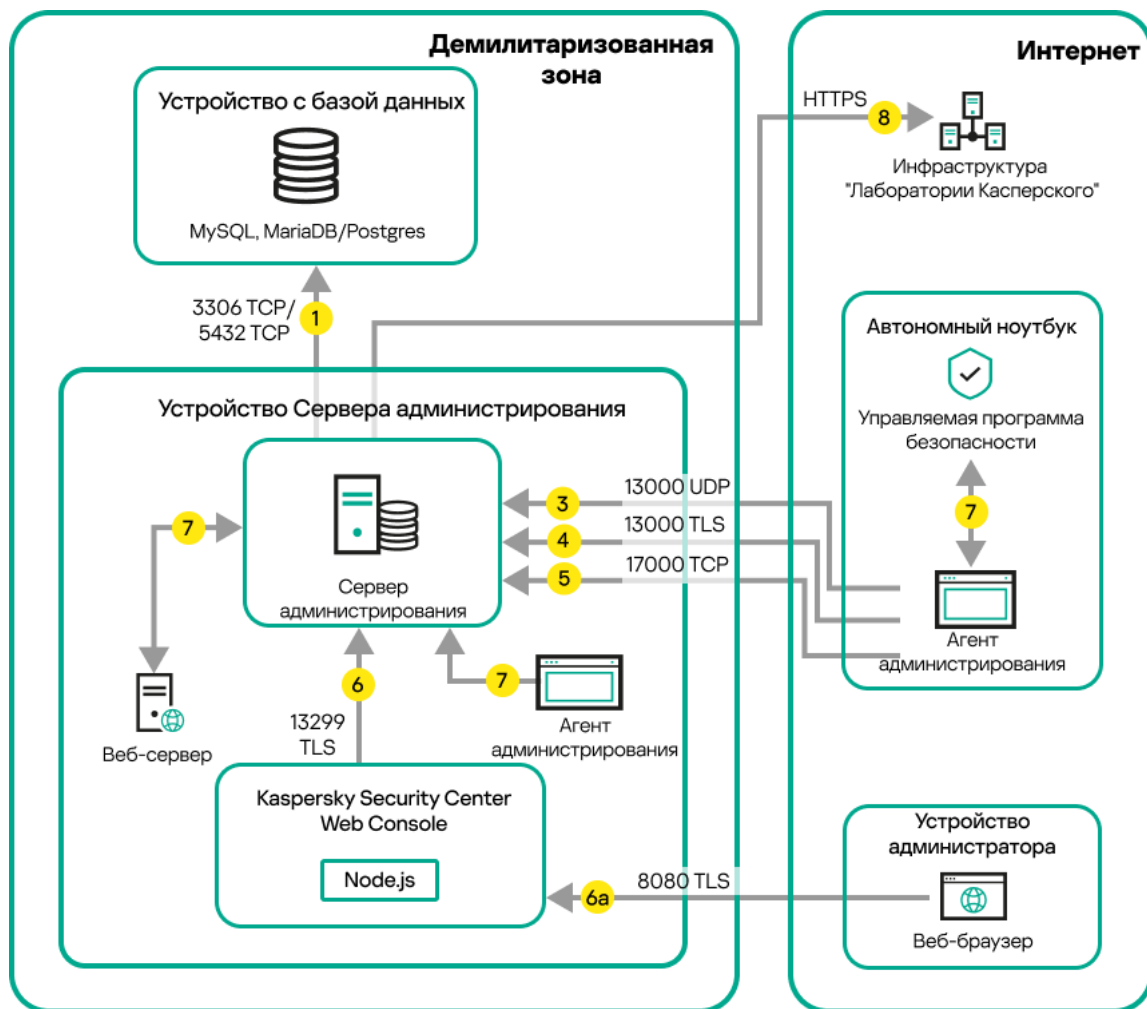 Демилитаризованная
зона
Устройство с базой данных
MySQL, MariaDB/Postgres
3306 TCP/
5432 TCP
1
Устройство Сервера администрирования
Сервер
администрирования
7
Веб-сервер
6
13299
TLS
7
Агент
администрирования
Kaspersky Security Center
Web Console
Node.js
3
13000 UDP
4
13000 TLS
5
17000 TCP
6a
8080 TLS
Интернет
HTTPS
8
Инфраструктура
"Лаборатории Касперского"
Автономный ноутбук
Управляемая программа
безопасности
7
Агент
администрирования
Устройство
администратора
Веб-браузер